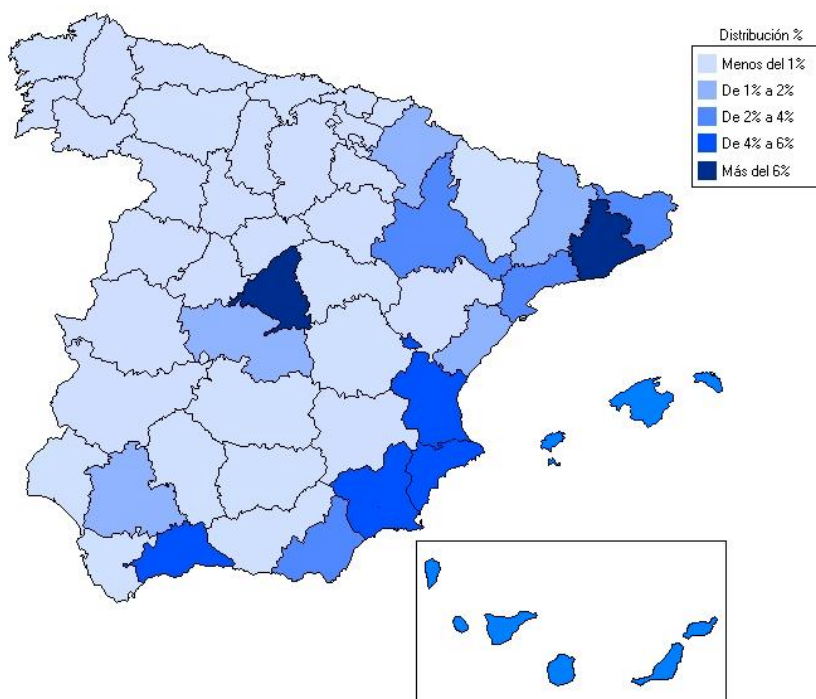 Distribución %
Menos del 1%
De 1% a 2%
De 2% a 4%
De 4% a 6%
Más del 6%